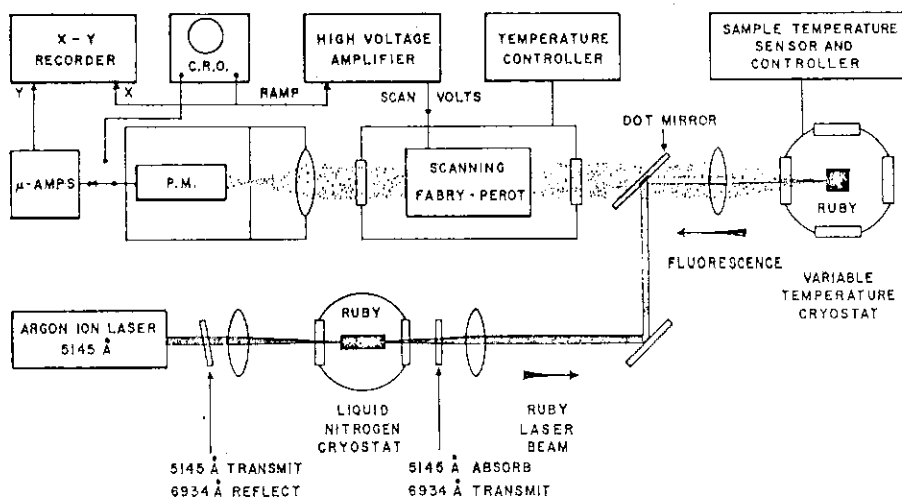 X-Y
RECORDER
C.R.O.
HIGH VOLTAGE
AMPLIFIER
TEMPERATURE
CONTROLLER
SAMPLE TEMPERATURE
SENSOR AND
CONTROLLER
Y
X
RAMP
SCAN VOLTS
DOT MIRROR
μ-AMPS
P.M.
SCANNING
FABRY-PEROT
RUBY
FLUORESCENCE
VARIABLE
TEMPERATURE
CRYOSTAT
ARGON ION LASER
5145 Å
RUBY
LIQUID
NITROGEN
CRYOSTAT
RUBY
LASER
BEAM
5145 Å TRANSMIT
6934 Å REFLECT
5145 Å ABSORB
6934 Å TRANSMIT